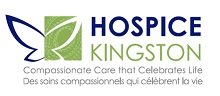 HOSPICE
KINGSTON
Compassionate Care that Celebrates Life
Des soins compassionnels qui célèbrent la vie